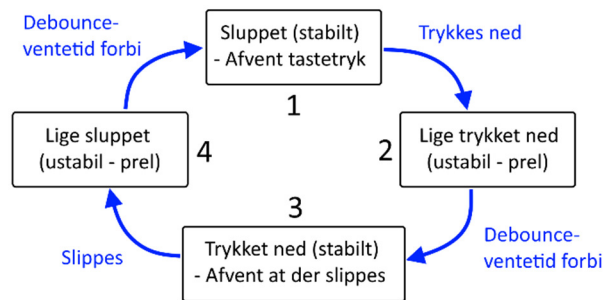 Debounce-
ventetid forbi
Sluppet (stabilt)
- Afvent tastetryk
Trykkes ned
1
Lige sluppet
(ustabil - prel)
4
2
Lige trykket ned
(ustabil - prel)
3
Slippes
Trykket ned (stabilt)
- Afvent at der slippes
Debounce-
ventetid forbi